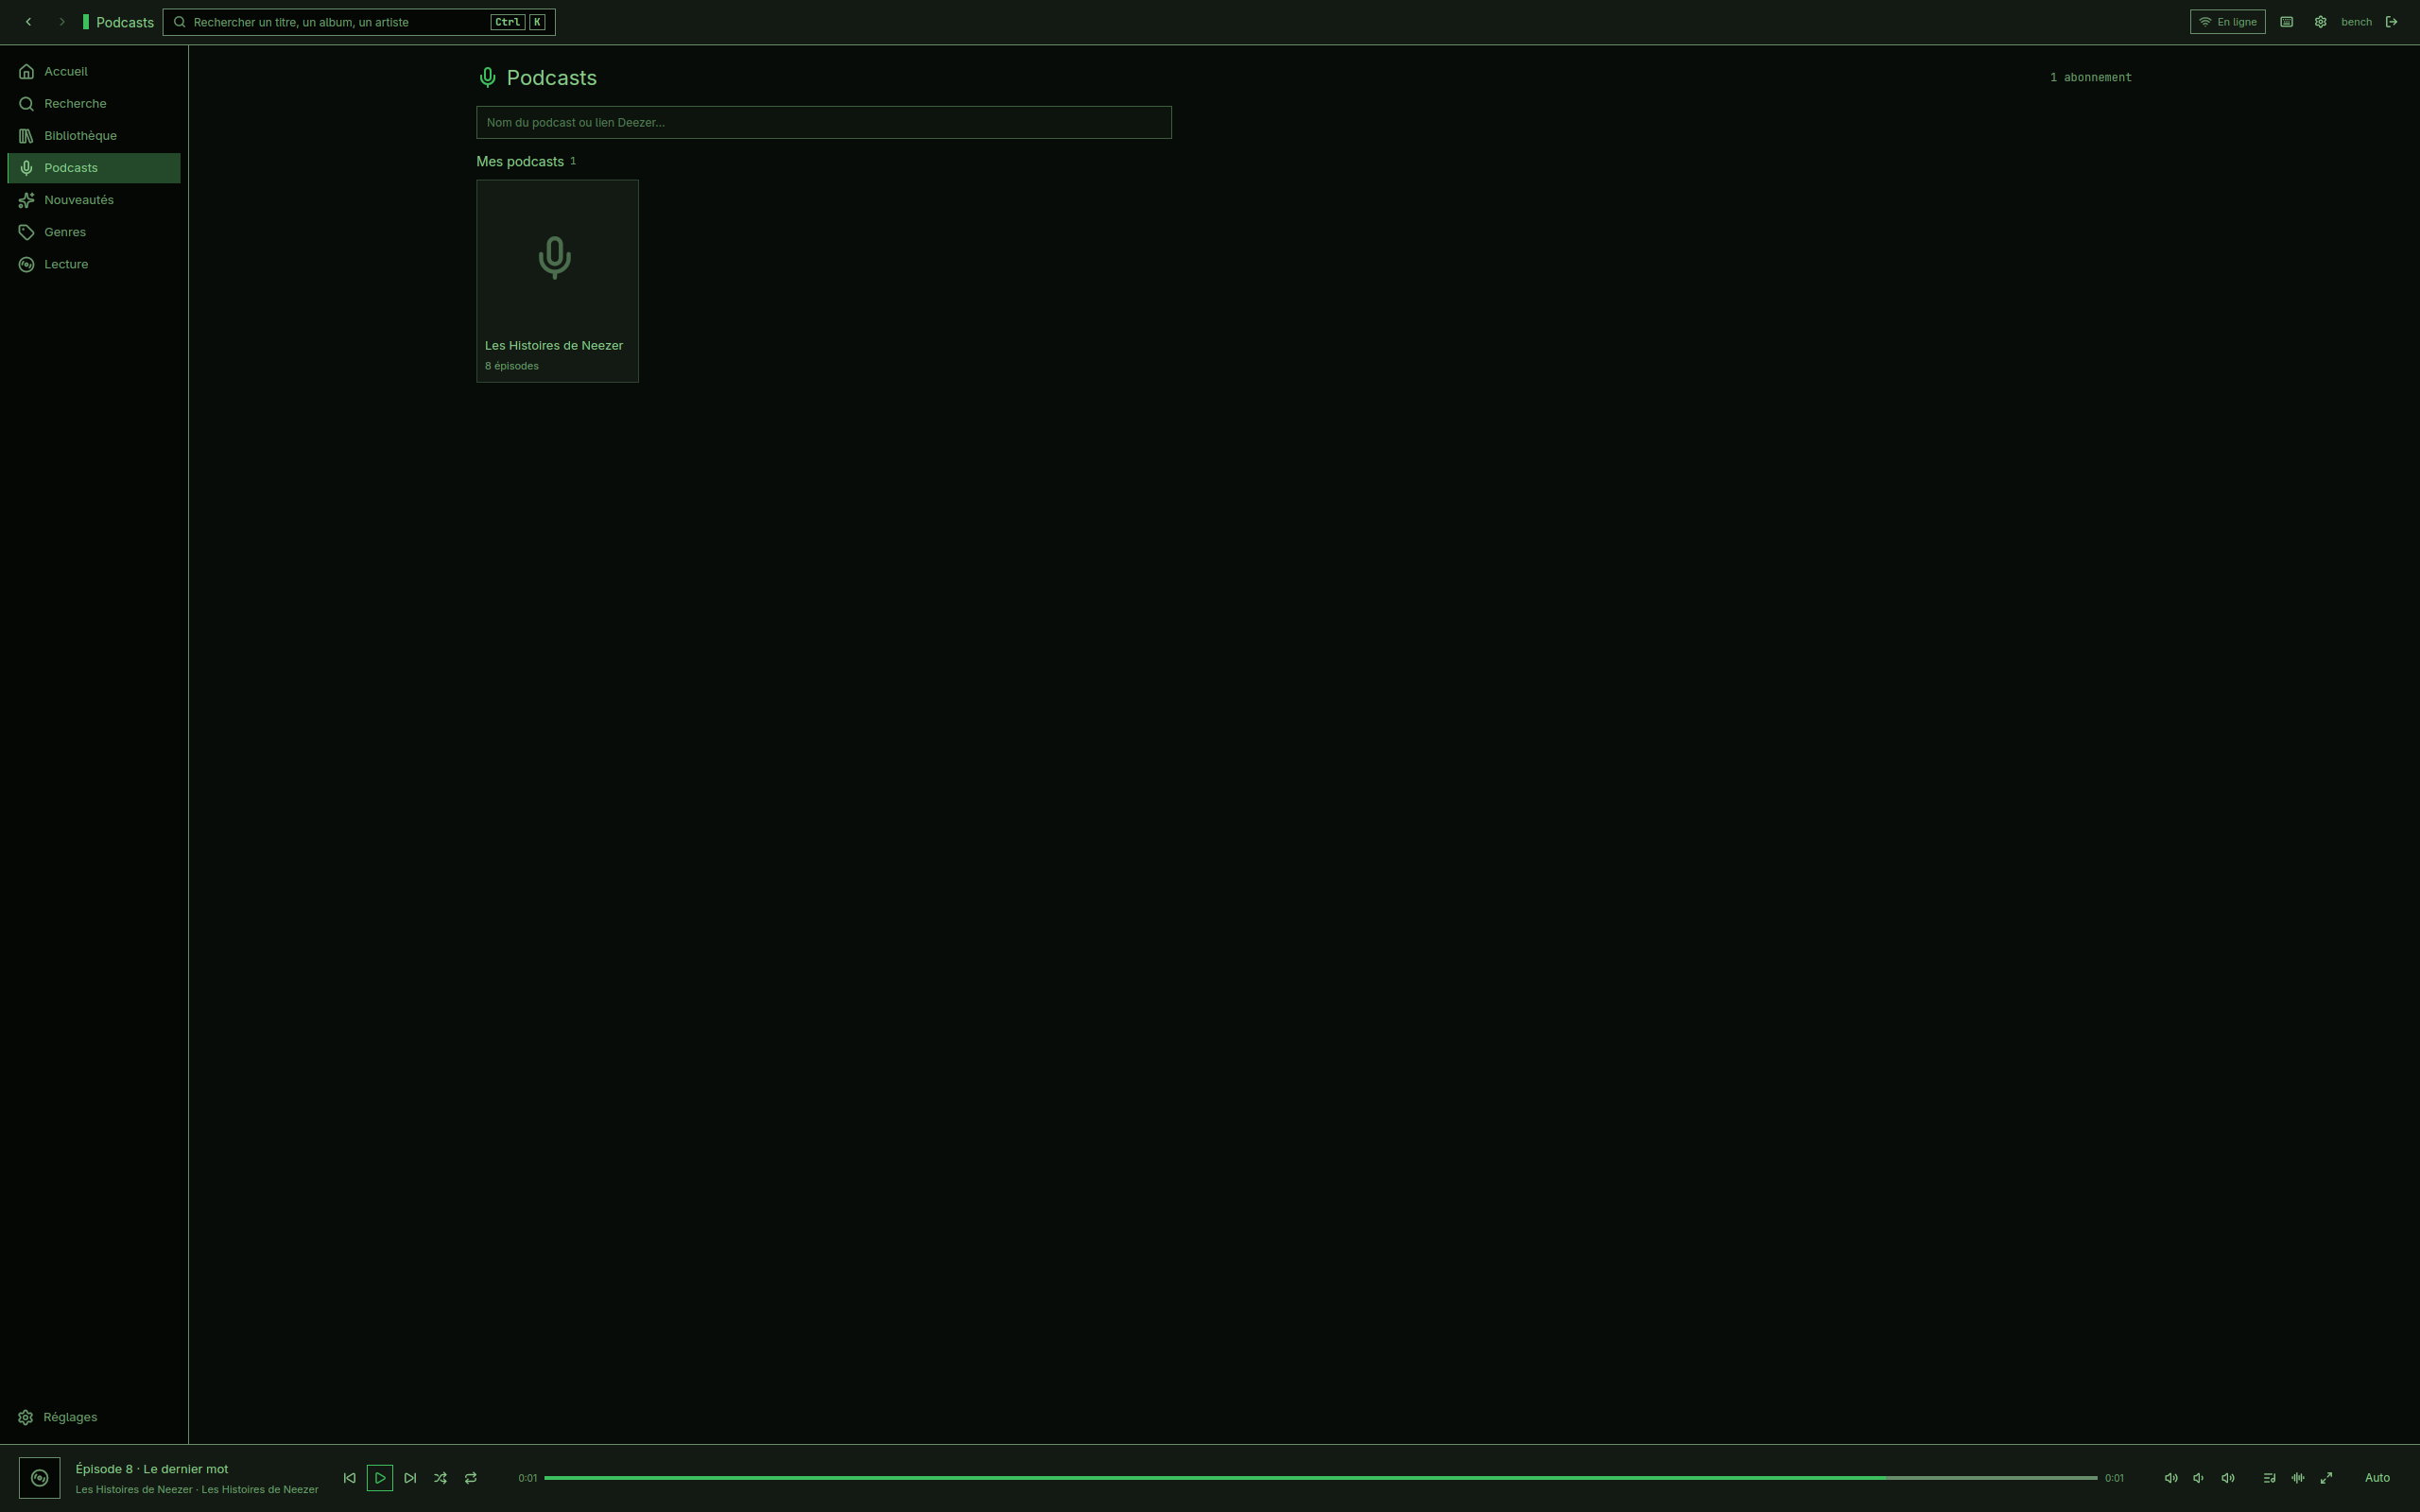 Podcasts
Rechercher un titre, un album, un artiste
Ctrl K
En ligne
bench
Accueil
Recherche
Bibliothèque
Podcasts
Nouveautés
Genres
Lecture
Réglages
Podcasts
1 abonnement
Nom du podcast ou lien Deezer...
Mes podcasts 1
Les Histoires de Neezer
8 épisodes
Épisode 8 · Le dernier mot
Les Histoires de Neezer · Les Histoires de Neezer
0:01
0:01
Auto